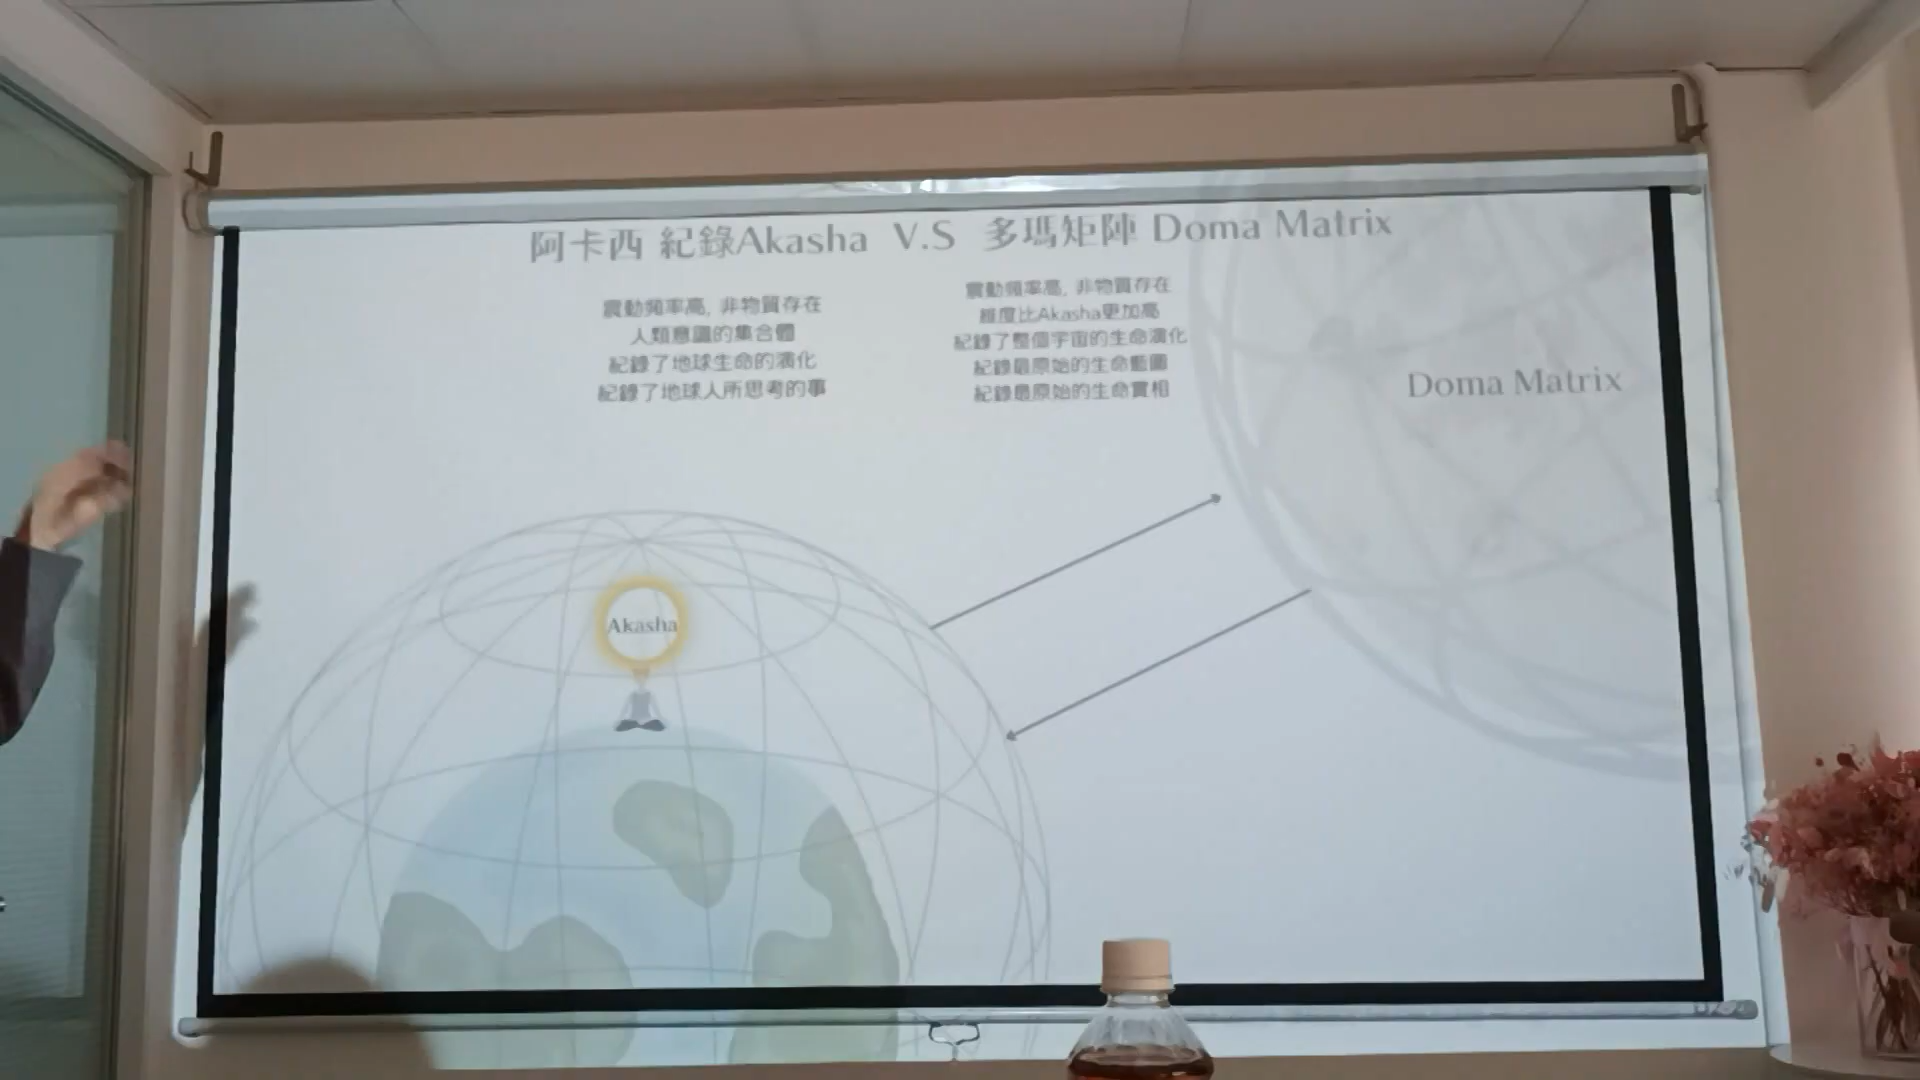 阿卡西 紀錄Akasha V.S 多瑪矩陣 Doma Matrix
震動頻率高, 非物質存在
人類意識的集合體
紀錄了地球生命的演化
紀錄了地球人所思考的事
震動頻率高, 非物質存在
維度比Akasha更加高
紀錄了整個宇宙的生命演化
紀錄最原始的生命藍圖
紀錄最原始的生命實相
Doma Matrix
Akasha